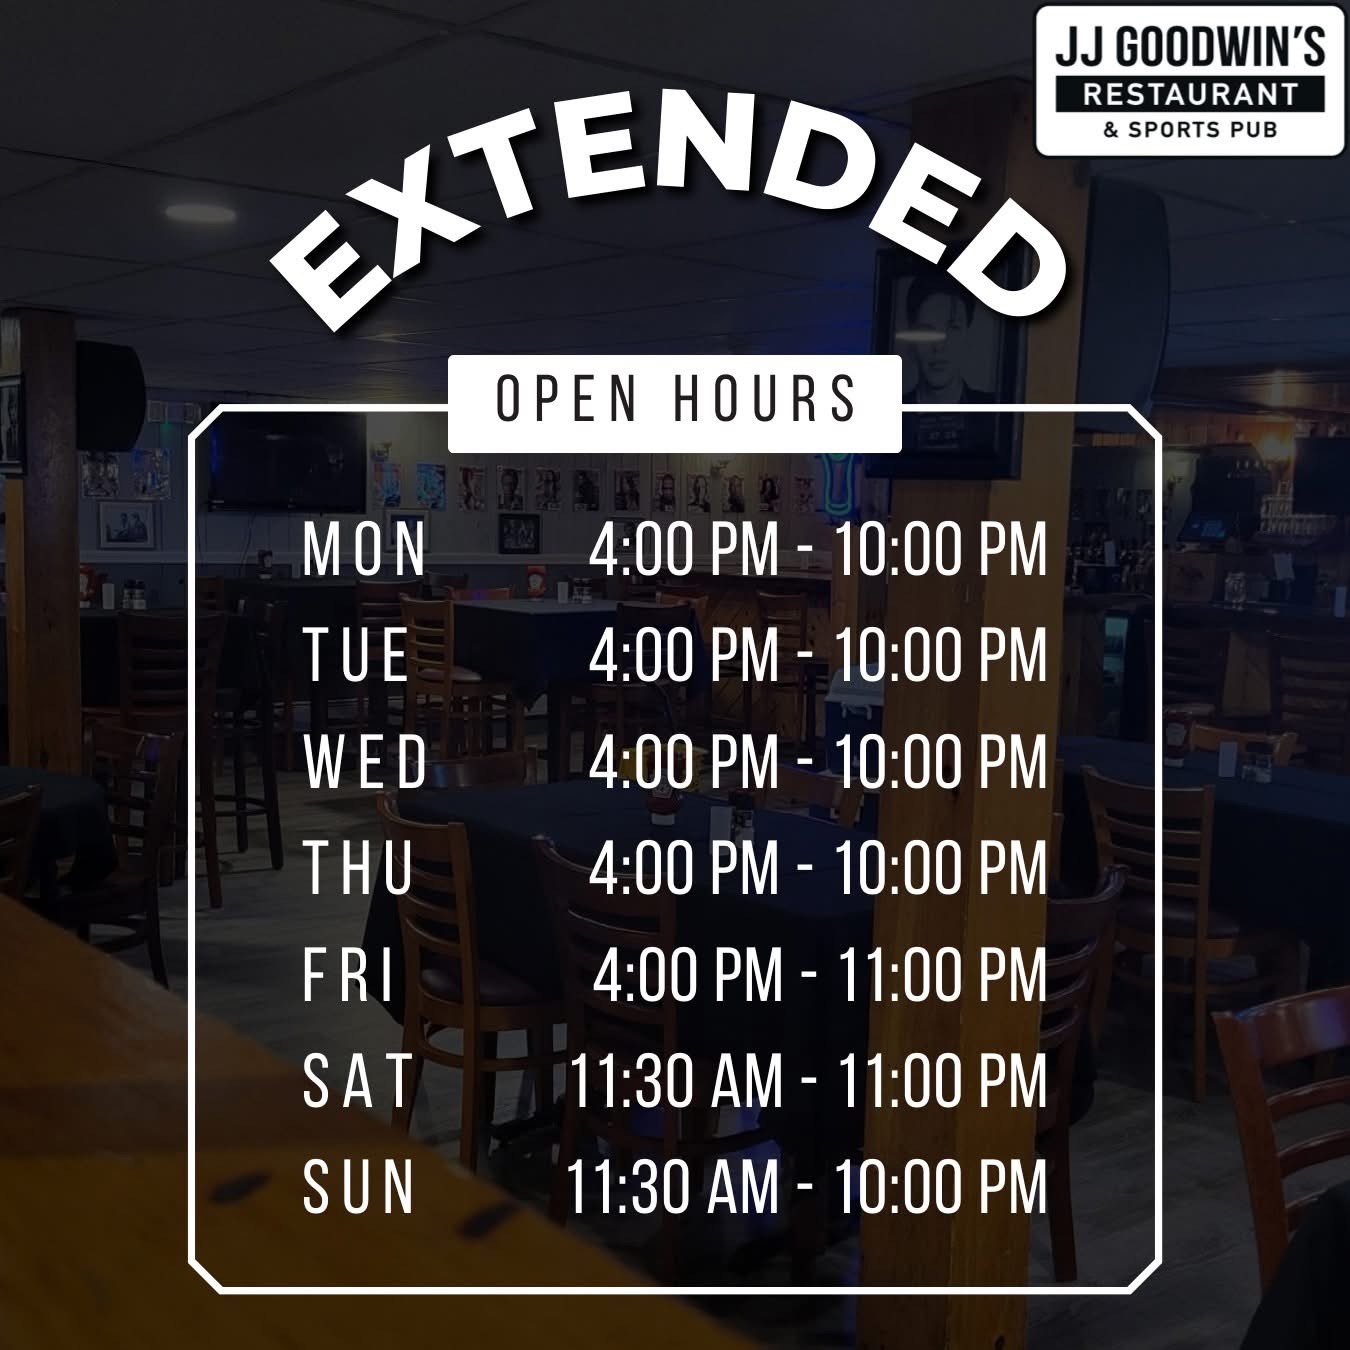 JJ GOODWIN'S
RESTAURANT
& SPORTS PUB
EXTENDED
OPEN HOURS
MON 4:00 PM - 10:00 PM
TUE 4:00 PM - 10:00 PM
WED 4:00 PM - 10:00 PM
THU 4:00 PM - 10:00 PM
FRI 4:00 PM - 11:00 PM
SAT 11:30 AM - 11:00 PM
SUN 11:30 AM - 10:00 PM